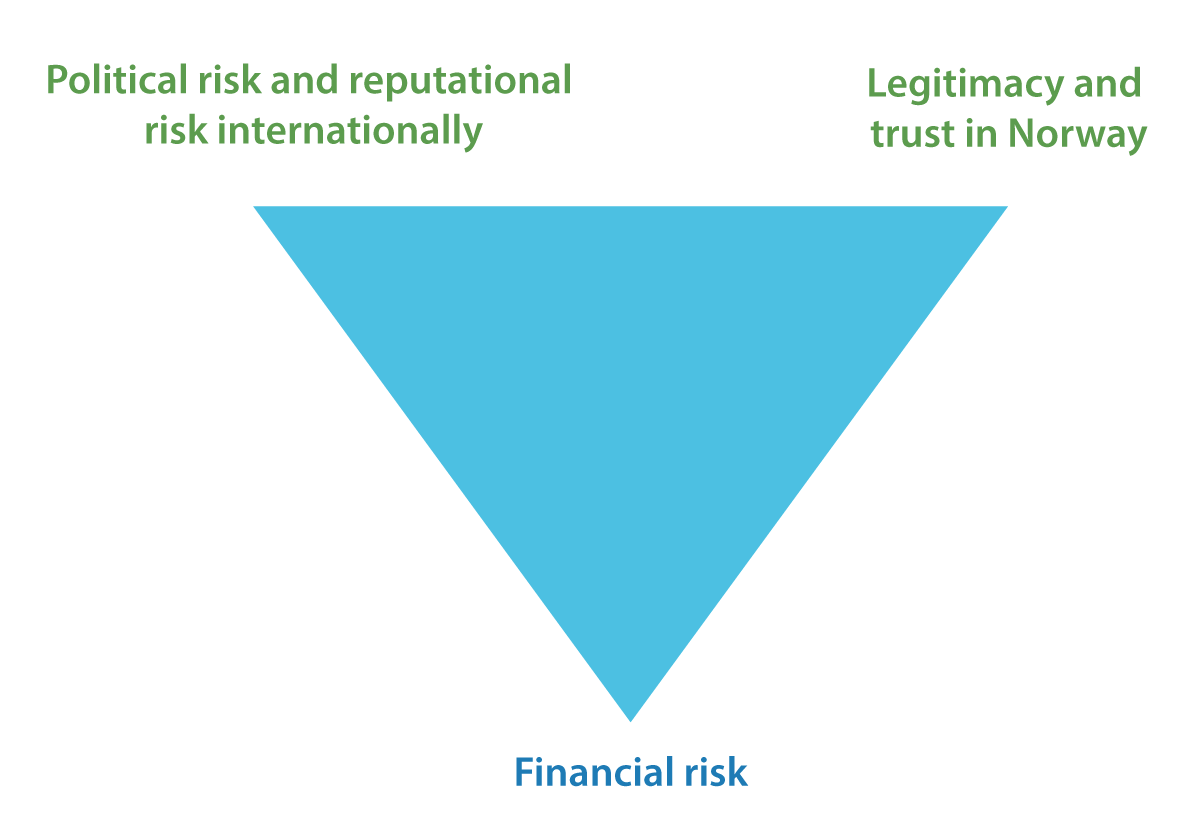 Political risk and reputational
risk internationally
Legitimacy and
trust in Norway
Financial risk